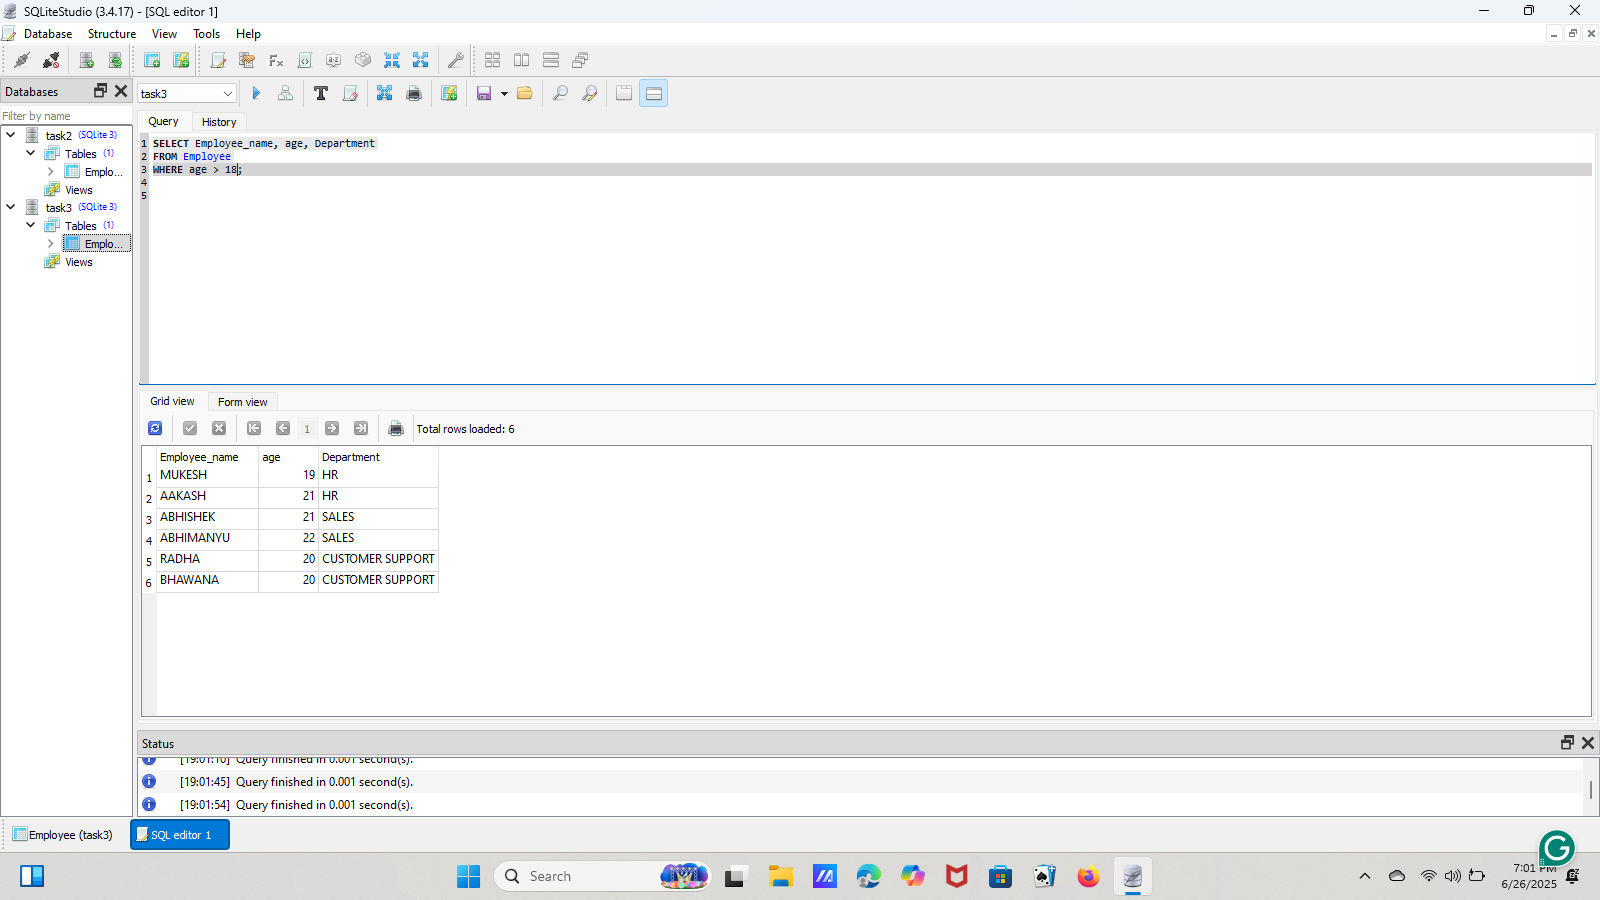 SQLiteStudio (3.4.17) - [SQL editor 1]
Database Structure View Tools Help
Databases
task3
Filter by name
Query History
task2 (SQLite 3)
Tables (1)
Emplo...
Views
task3 (SQLite 3)
Tables (1)
Emplo...
Views
1 SELECT Employee_name, age, Department
2 FROM Employee
3 WHERE age > 18;
4
5
Grid view Form view
1 Total rows loaded: 6
Employee_name age Department
1 MUKESH 19 HR
2 AAKASH 21 HR
3 ABHISHEK 21 SALES
4 ABHIMANYU 22 SALES
5 RADHA 20 CUSTOMER SUPPORT
6 BHAWANA 20 CUSTOMER SUPPORT
Status
[19:01:10] Query finished in 0.001 second(s).
[19:01:45] Query finished in 0.001 second(s).
[19:01:54] Query finished in 0.001 second(s).
Employee (task3) SQL editor 1
Search
7:01 PM
6/26/2025